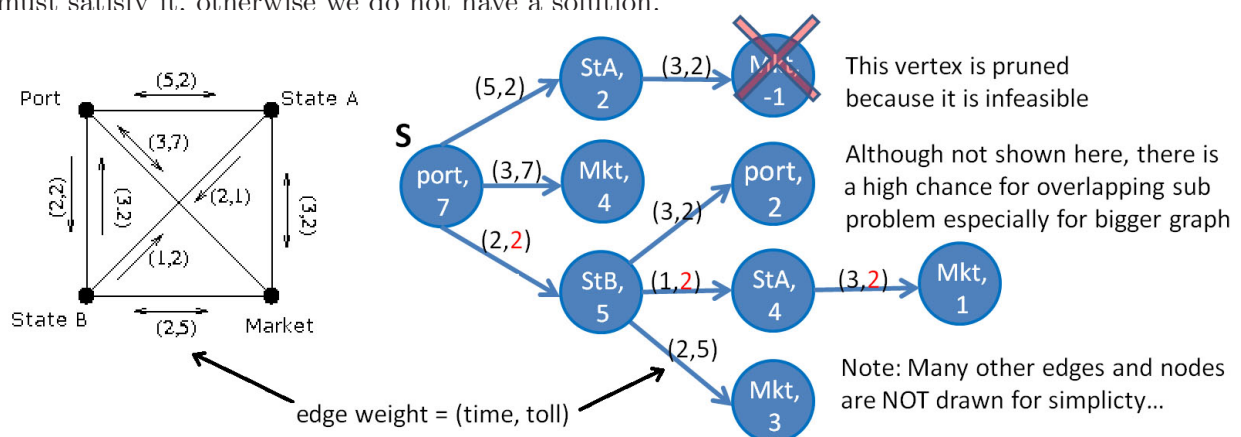 must satisfy it, otherwise we do not have a solution.
(5,2)
Port
State A
(3,7)
(2,2)
(3,2)
(2,1)
(3,2)
(1,2)
State B
(2,5)
Market
edge weight = (time, toll)
S
port,
7
(5,2)
StA,
2
(3,2)
Mkt,
-1
(3,7)
Mkt,
4
(2,2)
StB,
5
(3,2)
port,
2
(1,2)
StA,
4
(3,2)
Mkt,
1
(2,5)
Mkt,
3
This vertex is pruned
because it is infeasible
Although not shown here, there is
a high chance for overlapping sub
problem especially for bigger graph
Note: Many other edges and nodes
are NOT drawn for simplicty...